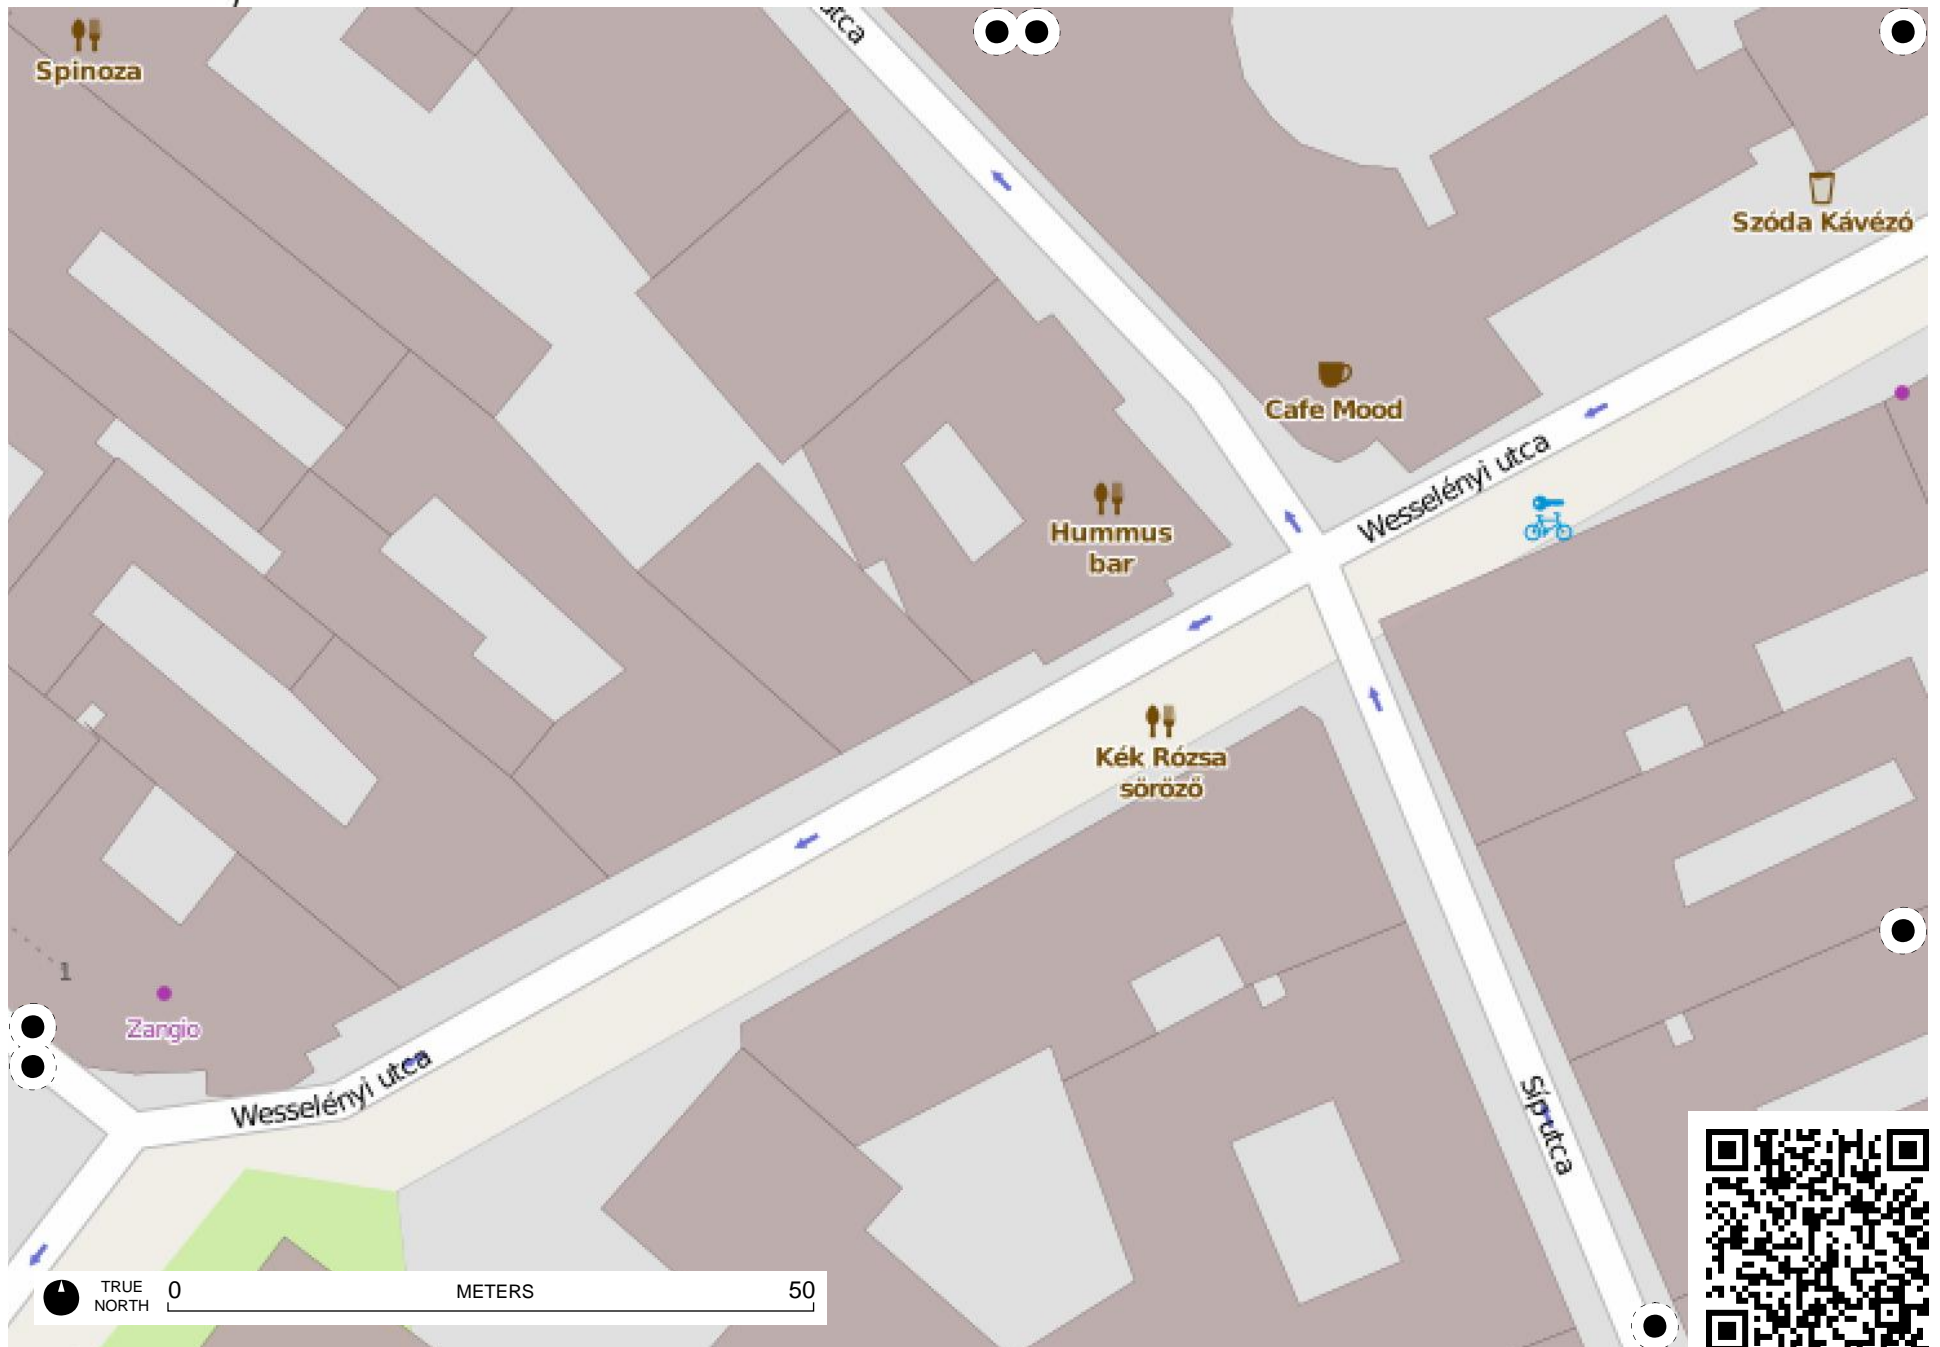 Spinoza
utca
Szóda Kávézó
Cafe Mood
Wesselényi utca
Hummus
bar
Kék Rózsa
söröző
1
Zangio
Wesselényi utca
Síp utca
TRUE
NORTH
0
METERS
50